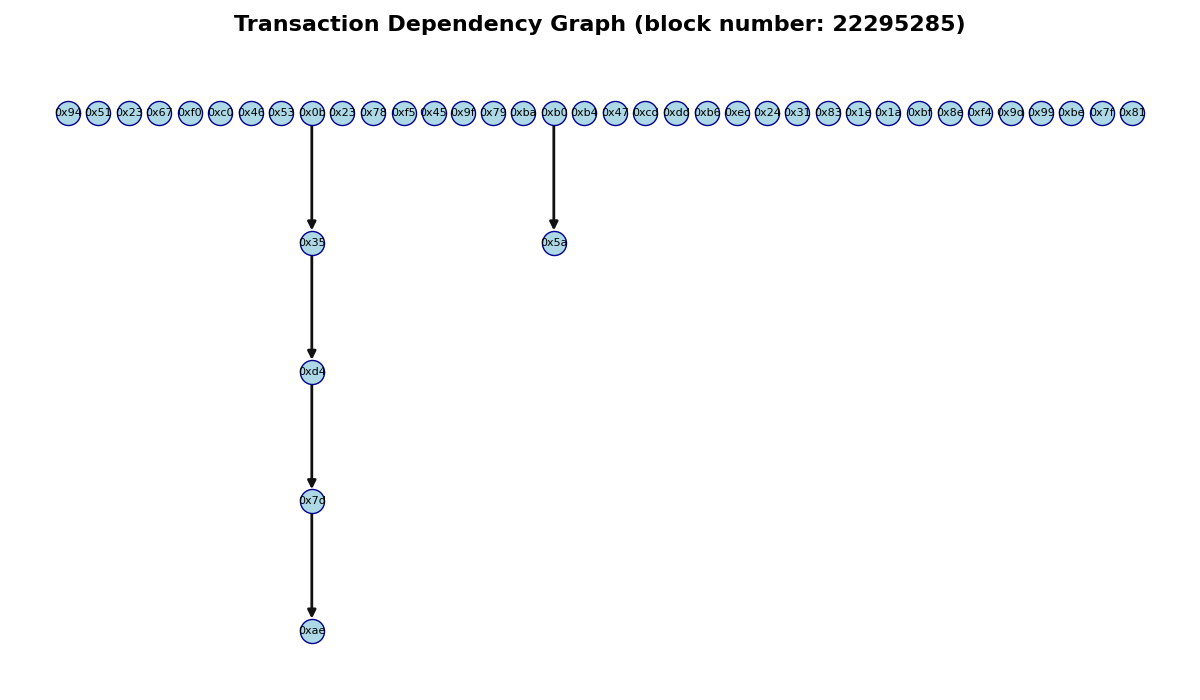 Transaction Dependency Graph (block number: 22295285)
0x94 0x51 0x23 0x67 0xf0 0xc0 0x46 0x53 0x0b 0x23 0x78 0xf5 0x45 0x9f 0x79 0xba 0xb0 0xb4 0x47 0xcd 0xdd 0xb6 0xec 0x24 0x31 0x83 0x1e 0x1a 0xbf 0x8e 0xf4 0x9d 0x99 0xbe 0x7f 0x81
0x35 0x5a
0xd4
0x7d
0xae